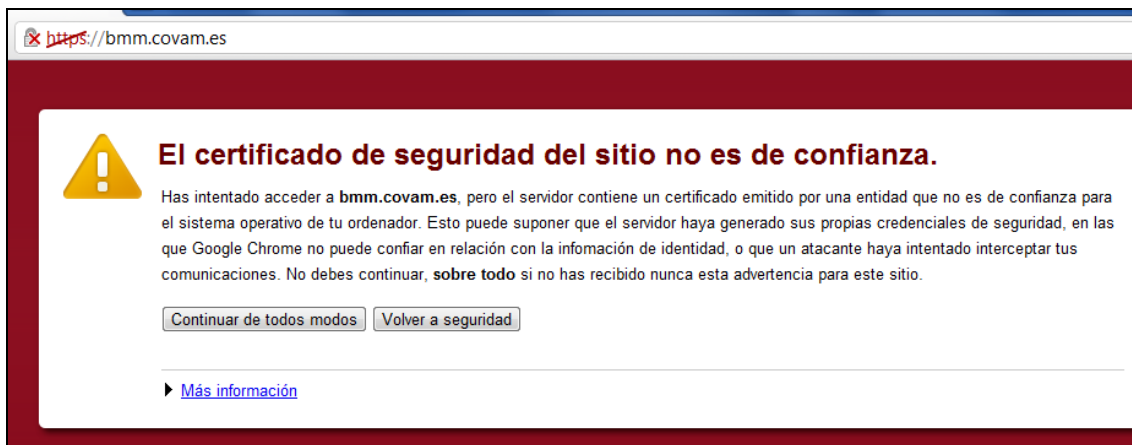 https://bmm.covam.es
El certificado de seguridad del sitio no es de confianza.
Has intentado acceder a bmm.covam.es, pero el servidor contiene un certificado emitido por una entidad que no es de confianza para
el sistema operativo de tu ordenador. Esto puede suponer que el servidor haya generado sus propias credenciales de seguridad, en las
que Google Chrome no puede confiar en relación con la infomación de identidad, o que un atacante haya intentado interceptar tus
comunicaciones. No debes continuar, sobre todo si no has recibido nunca esta advertencia para este sitio.
Continuar de todos modos Volver a seguridad
Más información